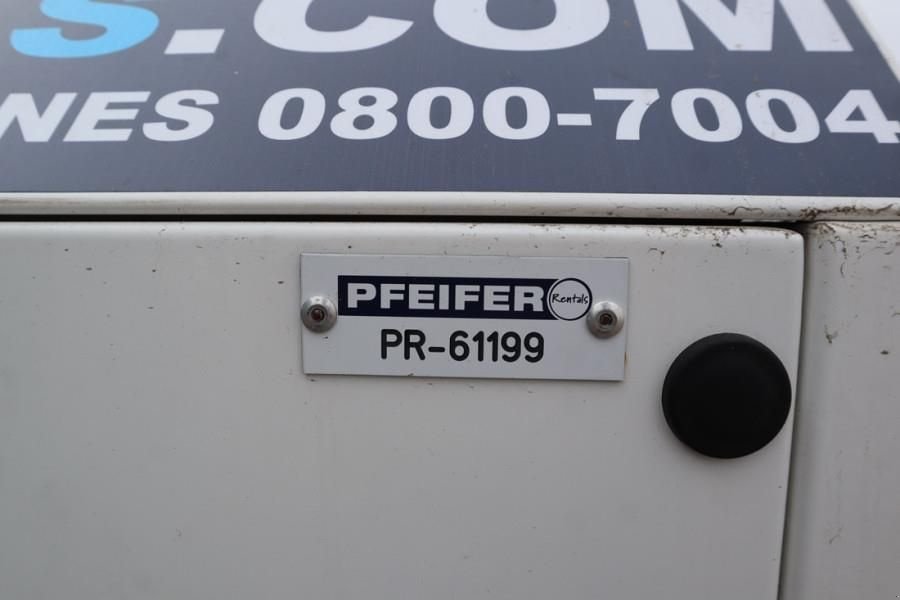 S.COM
NES 0800-7004
PFEIFER Rentals
PR-61199